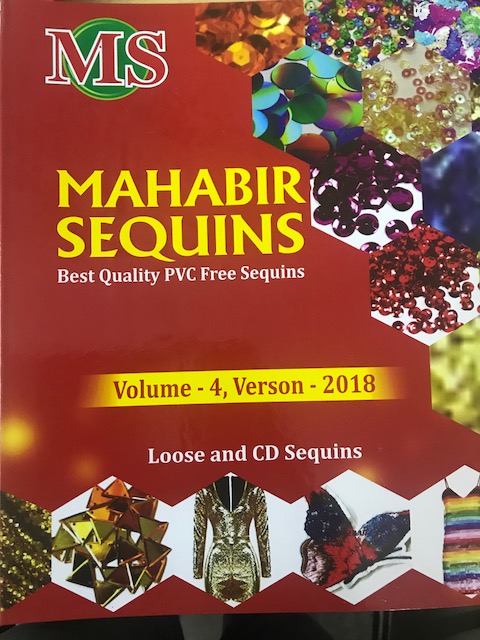 MS
MAHABIR
SEQUINS
Best Quality PVC Free Sequins
Volume - 4, Verson - 2018
Loose and CD Sequins